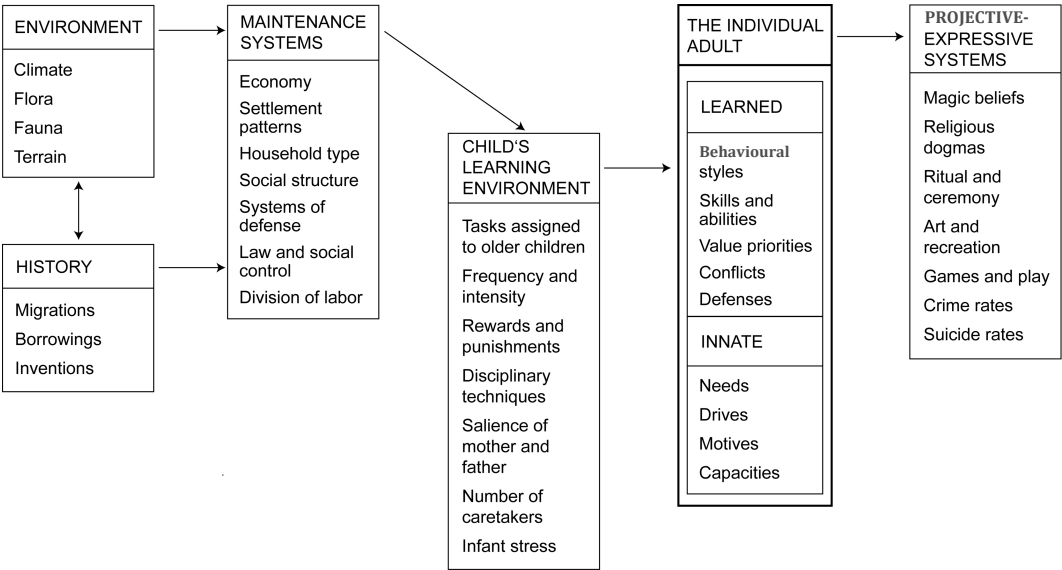 ENVIRONMENT
Climate
Flora
Fauna
Terrain
HISTORY
Migrations
Borrowings
Inventions
MAINTENANCE
SYSTEMS
Economy
Settlement
patterns
Household type
Social structure
Systems of
defense
Law and social
control
Division of labor
CHILD'S
LEARNING
ENVIRONMENT
Tasks assigned
to older children
Frequency and
intensity
Rewards and
punishments
Disciplinary
techniques
Salience of
mother and
father
Number of
caretakers
Infant stress
THE INDIVIDUAL
ADULT
LEARNED
Behavioural
styles
Skills and
abilities
Value priorities
Conflicts
Defenses
INNATE
Needs
Drives
Motives
Capacities
PROJECTIVE-
EXPRESSIVE
SYSTEMS
Magic beliefs
Religious
dogmas
Ritual and
ceremony
Art and
recreation
Games and play
Crime rates
Suicide rates